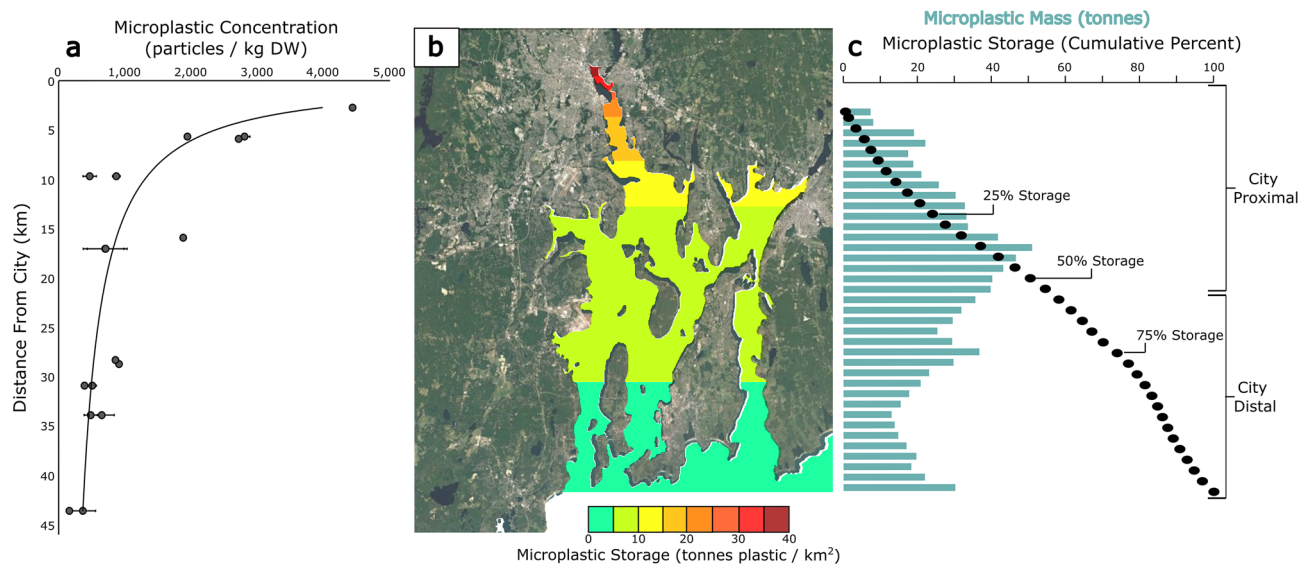 a
Microplastic Concentration
(particles / kg DW)
0 1,000 2,000 3,000 4,000 5,000
Distance From City (km)
0
5
10
15
20
25
30
35
40
45
b
0 10 20 30 40
Microplastic Storage (tonnes plastic / km²)
Microplastic Mass (tonnes)
c Microplastic Storage (Cumulative Percent)
0 20 40 60 80 100
25% Storage
50% Storage
75% Storage
City
Proximal
City
Distal